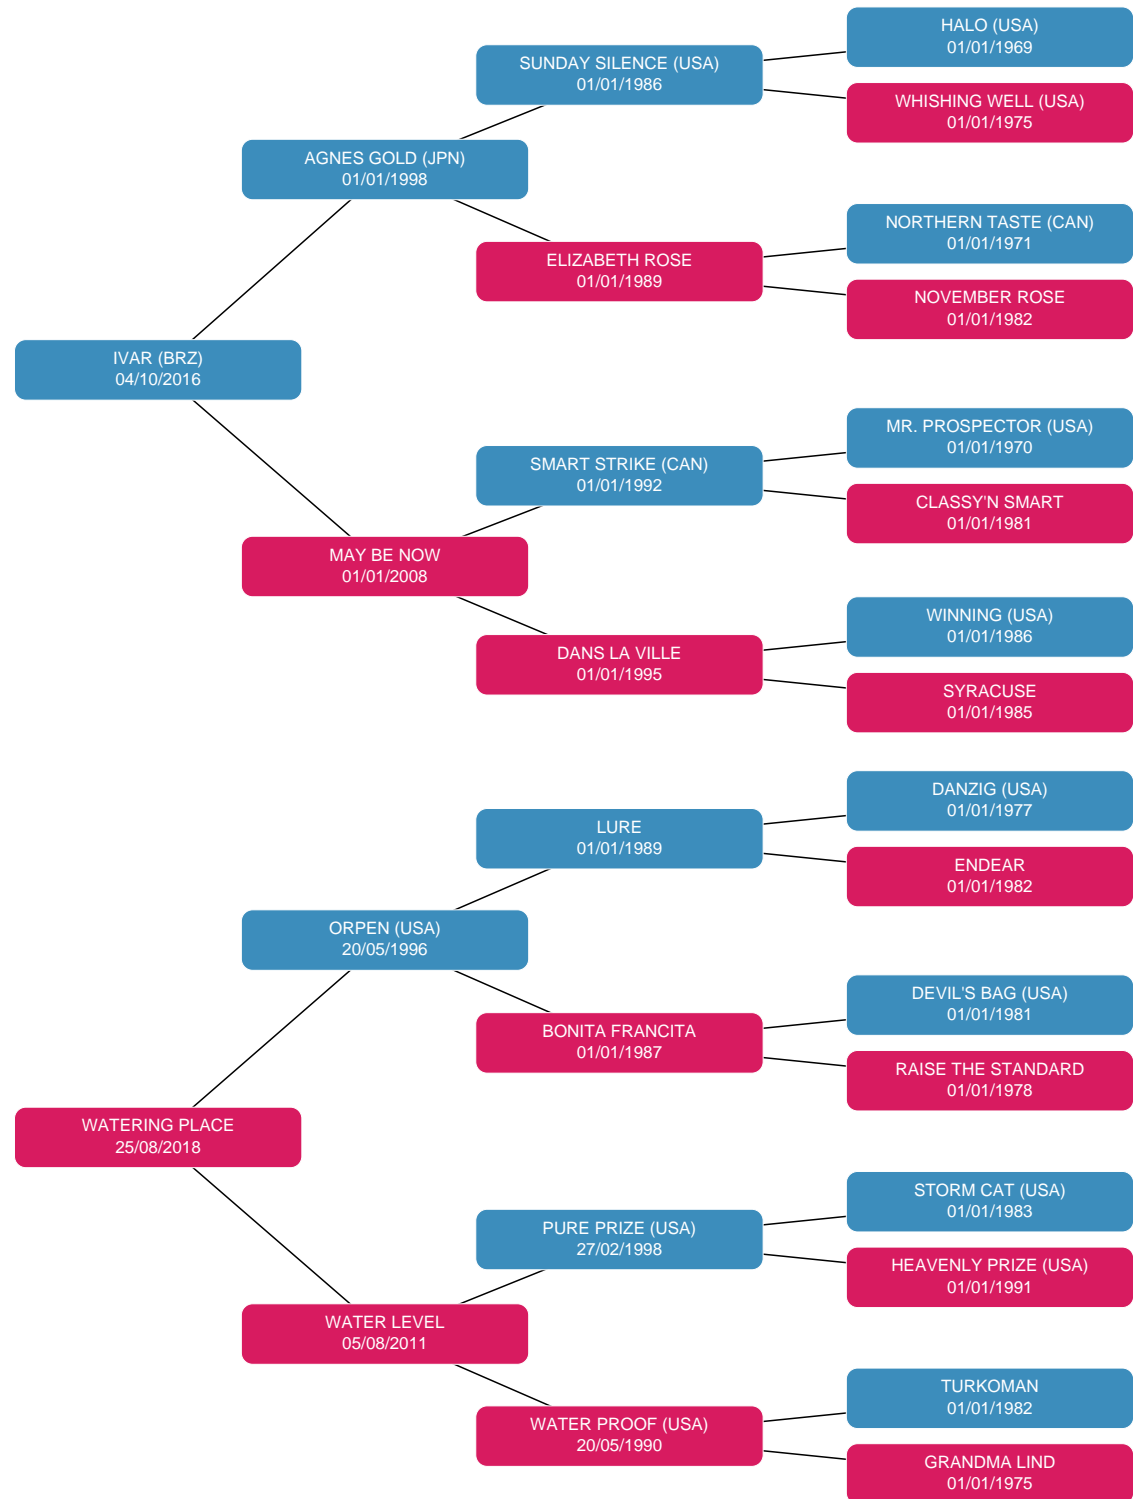 HALO (USA)
01/01/1969
SUNDAY SILENCE (USA)
01/01/1986
WHISHING WELL (USA)
01/01/1975
AGNES GOLD (JPN)
01/01/1998
NORTHERN TASTE (CAN)
01/01/1971
ELIZABETH ROSE
01/01/1989
NOVEMBER ROSE
01/01/1982
IVAR (BRZ)
04/10/2016
MR. PROSPECTOR (USA)
01/01/1970
SMART STRIKE (CAN)
01/01/1992
CLASSY'N SMART
01/01/1981
MAY BE NOW
01/01/2008
WINNING (USA)
01/01/1986
DANS LA VILLE
01/01/1995
SYRACUSE
01/01/1985
DANZIG (USA)
01/01/1977
LURE
01/01/1989
ENDEAR
01/01/1982
ORPEN (USA)
20/05/1996
DEVIL'S BAG (USA)
01/01/1981
BONITA FRANCITA
01/01/1987
RAISE THE STANDARD
01/01/1978
WATERING PLACE
25/08/2018
STORM CAT (USA)
01/01/1983
PURE PRIZE (USA)
27/02/1998
HEAVENLY PRIZE (USA)
01/01/1991
WATER LEVEL
05/08/2011
TURKOMAN
01/01/1982
WATER PROOF (USA)
20/05/1990
GRANDMA LIND
01/01/1975